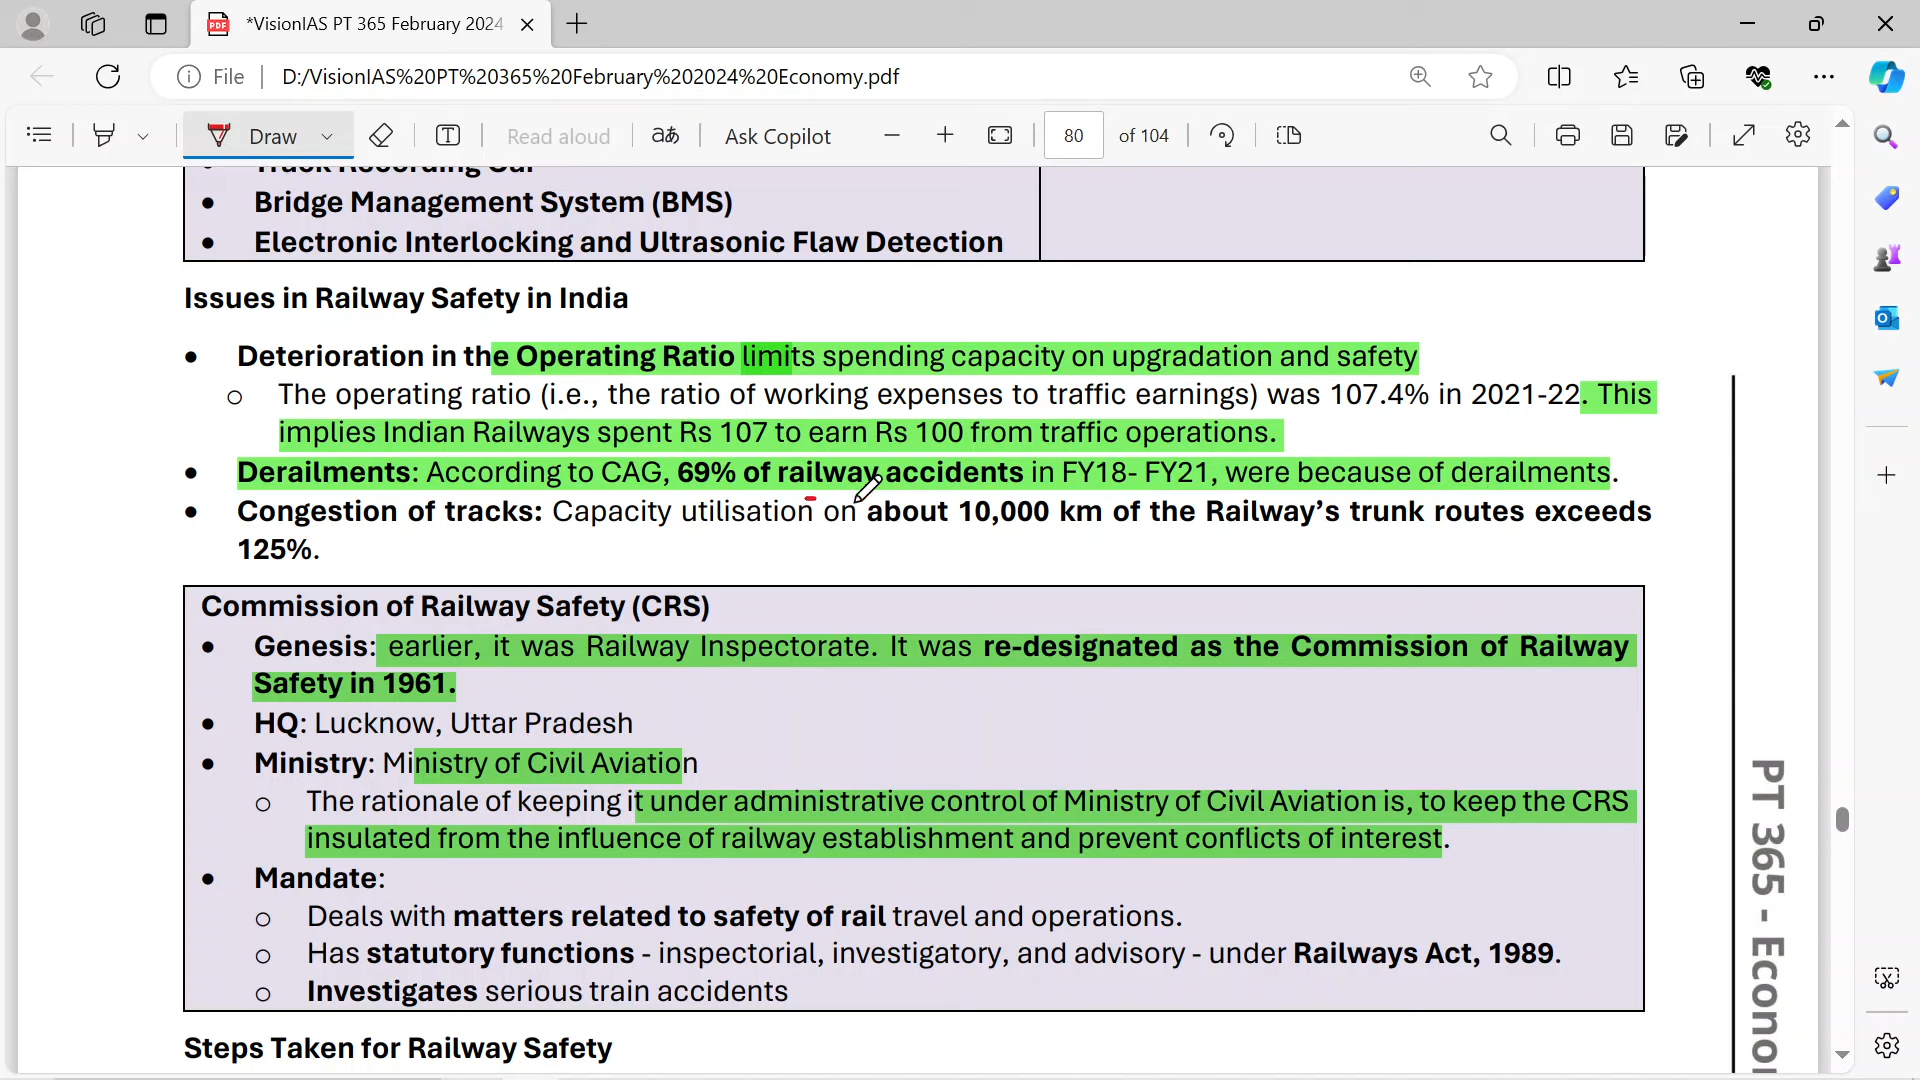 *VisionIAS PT 365 February 2024
File
D:/VisionIAS%20PT%20365%20February%202024%20Economy.pdf
Draw
Read aloud
aあ
Ask Copilot
80 of 104
Track Recording Car
• Bridge Management System (BMS)
• Electronic Interlocking and Ultrasonic Flaw Detection
Issues in Railway Safety in India
• Deterioration in the Operating Ratio limits spending capacity on upgradation and safety
o The operating ratio (i.e., the ratio of working expenses to traffic earnings) was 107.4% in 2021-22. This
implies Indian Railways spent Rs 107 to earn Rs 100 from traffic operations.
• Derailments: According to CAG, 69% of railway accidents in FY18- FY21, were because of derailments.
• Congestion of tracks: Capacity utilisation on about 10,000 km of the Railway’s trunk routes exceeds
125%.
Commission of Railway Safety (CRS)
• Genesis: earlier, it was Railway Inspectorate. It was re-designated as the Commission of Railway
Safety in 1961.
• HQ: Lucknow, Uttar Pradesh
• Ministry: Ministry of Civil Aviation
o The rationale of keeping it under administrative control of Ministry of Civil Aviation is, to keep the CRS
insulated from the influence of railway establishment and prevent conflicts of interest.
• Mandate:
o Deals with matters related to safety of rail travel and operations.
o Has statutory functions - inspectorial, investigatory, and advisory - under Railways Act, 1989.
o Investigates serious train accidents
Steps Taken for Railway Safety
PT 365 - Econo